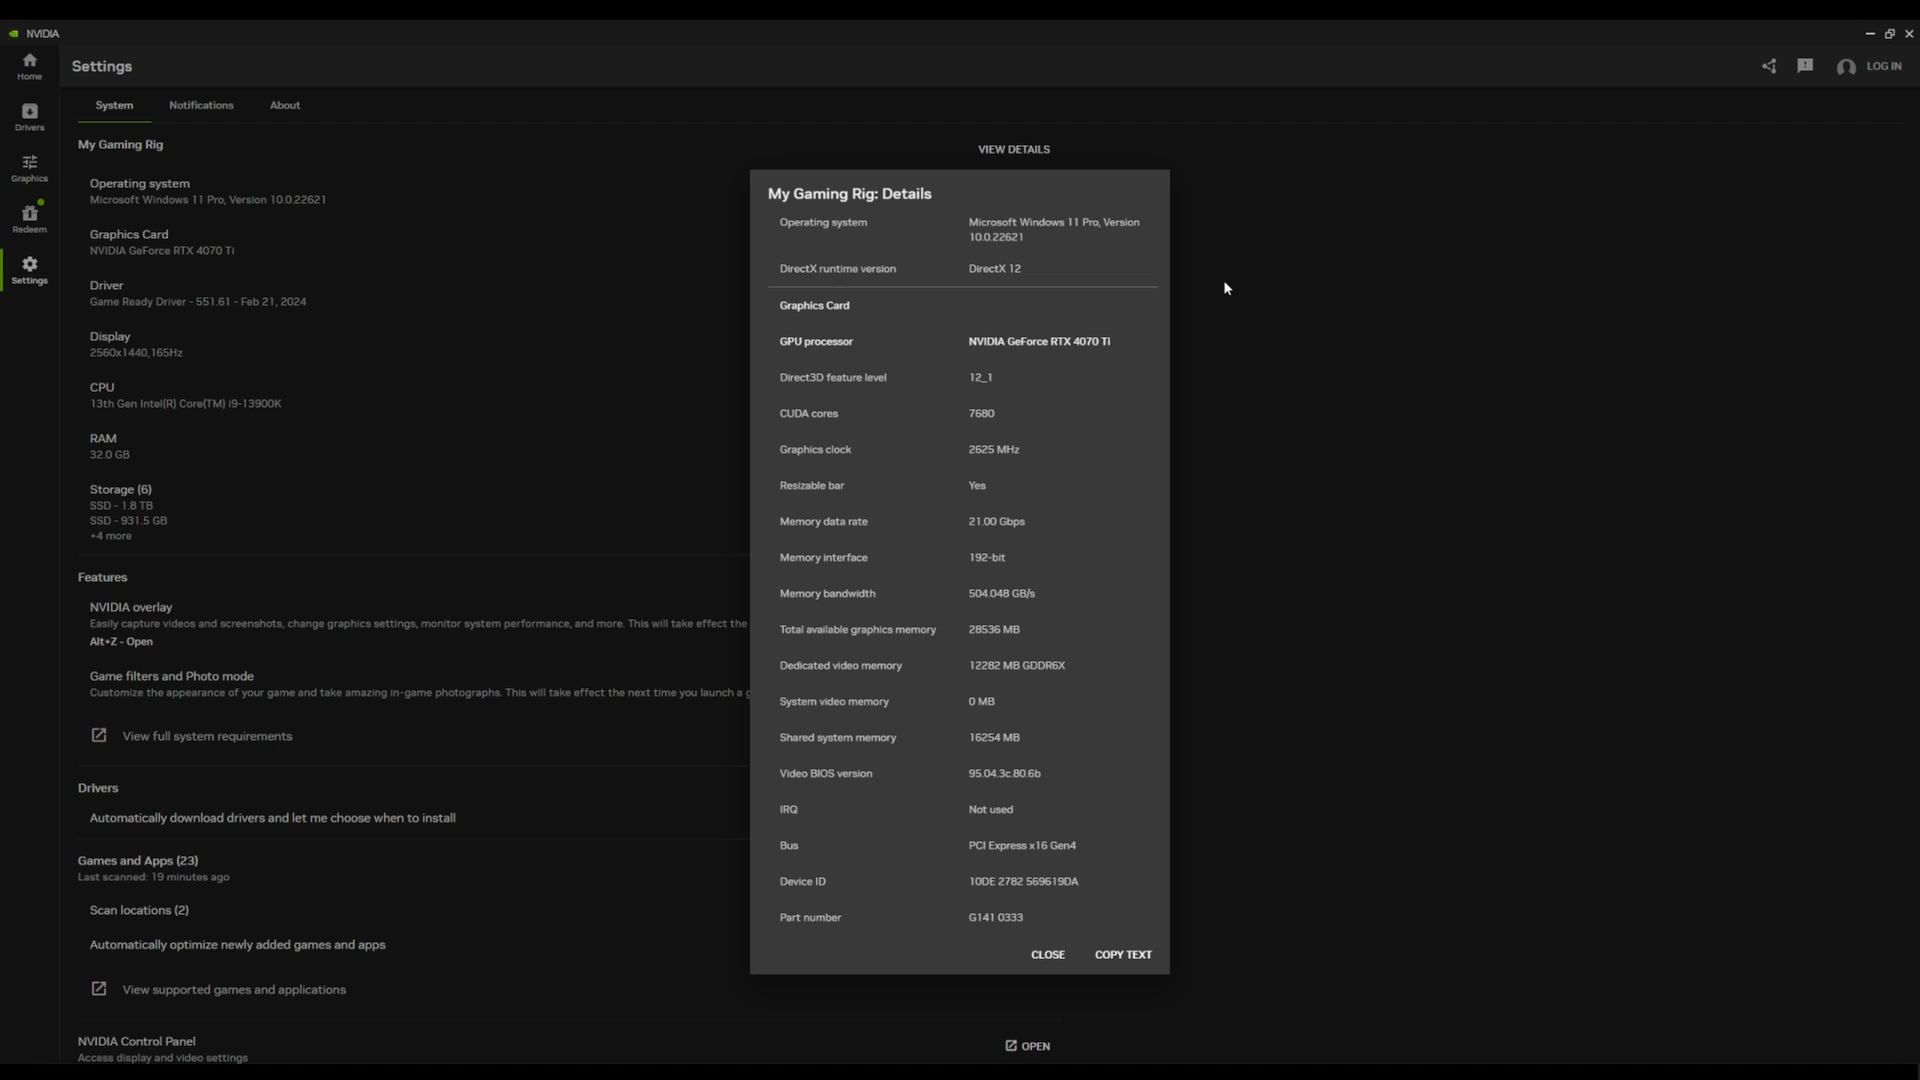 NVIDIA
Home
Drivers
Graphics
Redeem
Settings
Settings
LOG IN
System
Notifications
About
My Gaming Rig
VIEW DETAILS
Operating system
Microsoft Windows 11 Pro, Version 10.0.22621
Graphics Card
NVIDIA GeForce RTX 4070 Ti
Driver
Game Ready Driver - 551.61 - Feb 21, 2024
Display
2560x1440, 165Hz
CPU
13th Gen Intel(R) Core(TM) i9-13900K
RAM
32.0 GB
Storage (6)
SSD - 1.8 TB
SSD - 931.5 GB
+4 more
Features
NVIDIA overlay
Easily capture videos and screenshots, change graphics settings, monitor system performance, and more. This will take effect the
Alt+Z - Open
Game filters and Photo mode
Customize the appearance of your game and take amazing in-game photographs. This will take effect the next time you launch a g
View full system requirements
Drivers
Automatically download drivers and let me choose when to install
Games and Apps (23)
Last scanned: 19 minutes ago
Scan locations (2)
Automatically optimize newly added games and apps
View supported games and applications
NVIDIA Control Panel
Access display and video settings
OPEN
My Gaming Rig: Details
Operating system Microsoft Windows 11 Pro, Version
10.0.22621
DirectX runtime version DirectX 12
Graphics Card
GPU processor NVIDIA GeForce RTX 4070 Ti
Direct3D feature level 12_1
CUDA cores 7680
Graphics clock 2625 MHz
Resizable bar Yes
Memory data rate 21.00 Gbps
Memory interface 192-bit
Memory bandwidth 504.048 GB/s
Total available graphics memory 28536 MB
Dedicated video memory 12282 MB GDDR6X
System video memory 0 MB
Shared system memory 16254 MB
Video BIOS version 95.04.3c.80.6b
IRQ Not used
Bus PCI Express x16 Gen4
Device ID 10DE 2782 569619DA
Part number G141 0333
CLOSE
COPY TEXT